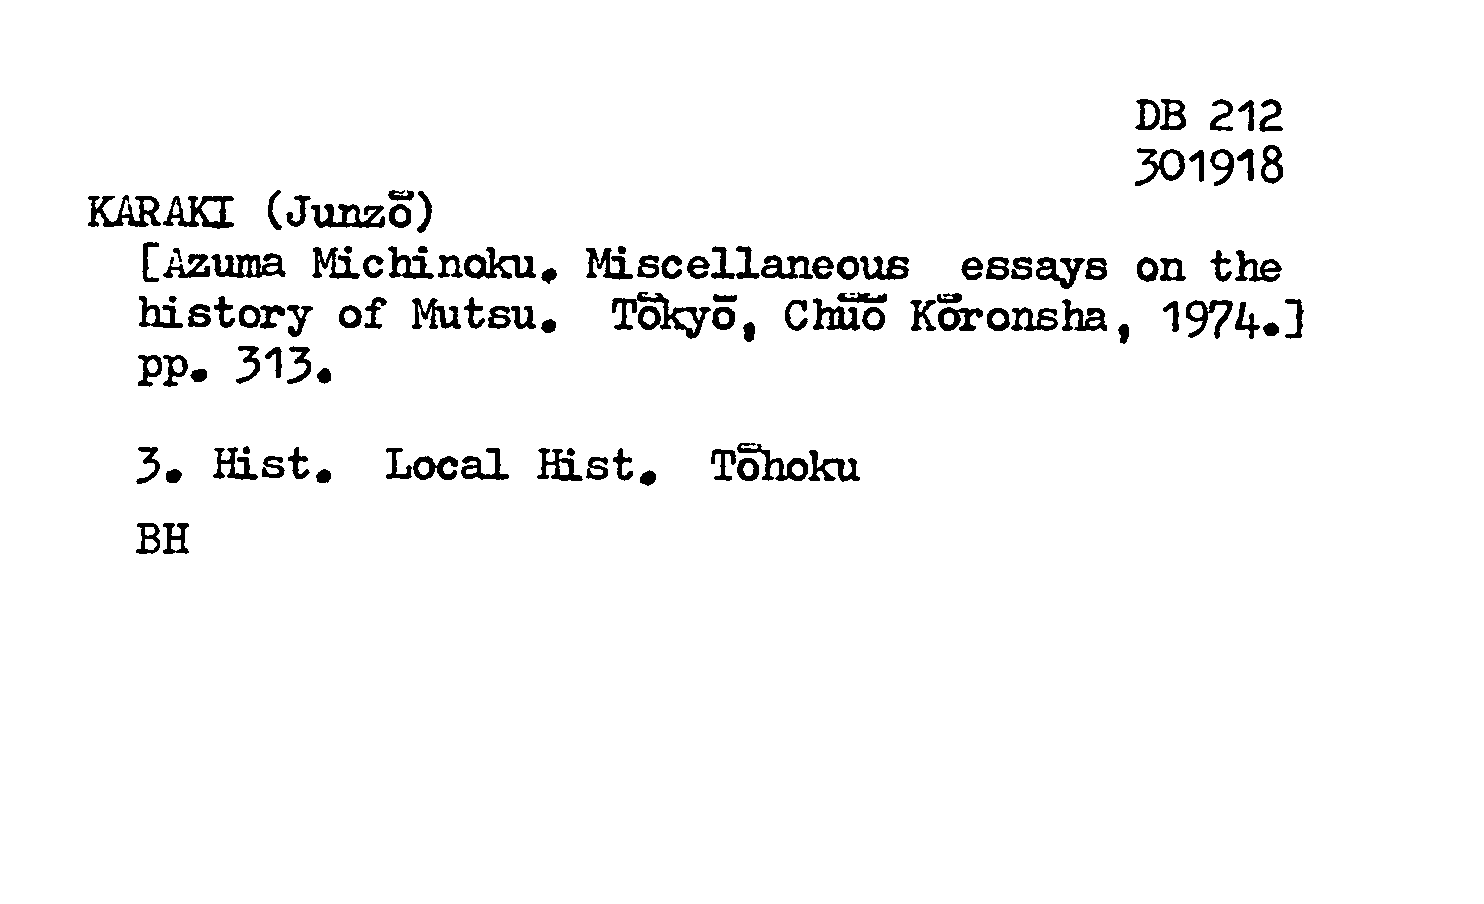 DB 212
301918
KARAKI (Junzō)
[Azuma Michinoku. Miscellaneous essays on the
history of Mutsu. Tōkyō, Chūō Kōronsha, 1974.]
pp. 313.
3. Hist. Local Hist. Tōhoku
BH